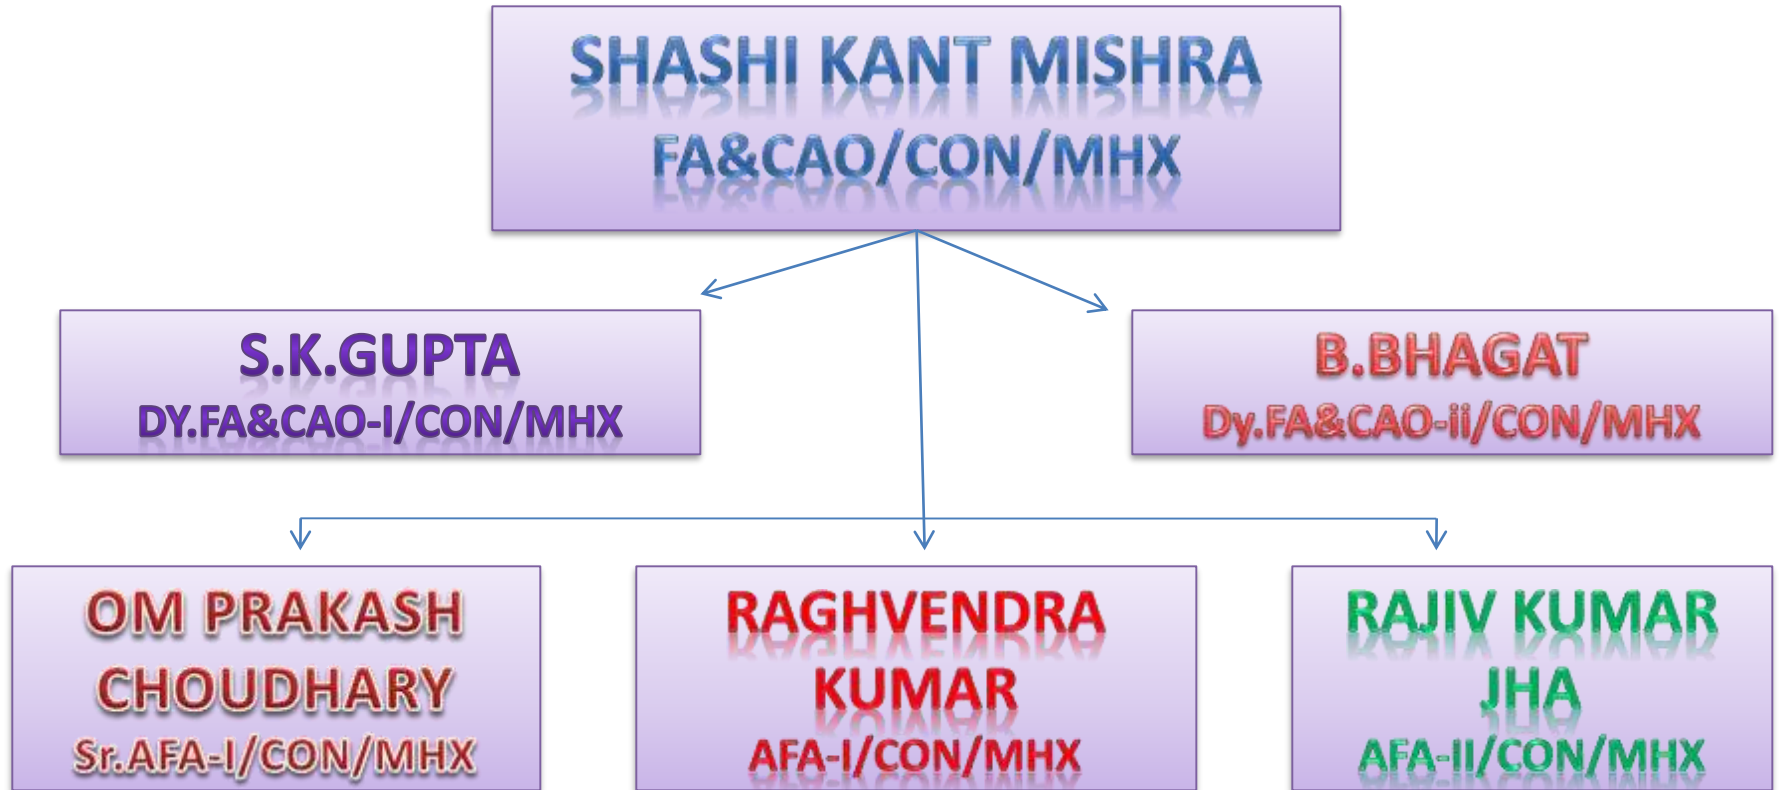 SHASHI KANT MISHRA
FA&CAO/CON/MHX
S.K.GUPTA
DY.FA&CAO-I/CON/MHX
B.BHAGAT
Dy.FA&CAO-ii/CON/MHX
OM PRAKASH
CHOUDHARY
Sr.AFA-I/CON/MHX
RAGHVENDRA
KUMAR
AFA-I/CON/MHX
RAJIV KUMAR
JHA
AFA-II/CON/MHX